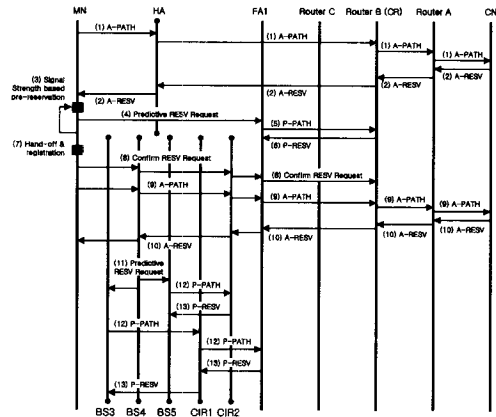 MN HA FA1 Router C Router B (CR) Router A CN
(1) A-PATH
(1) A-PATH
(1) A-PATH
(1) A-PATH
(3) Signal
Strength based
pre-reservation
(2) A-RESV
(2) A-RESV
(2) A-RESV
(2) A-RESV
(4) Predictive RESV Request
(5) P-PATH
(6) P-RESV
(7) Hand-off &
registration
(8) Confirm RESV Request
(8) Confirm RESV Request
(9) A-PATH
(9) A-PATH
(9) A-PATH
(9) A-PATH
(10) A-RESV
(10) A-RESV
(10) A-RESV
(10) A-RESV
(11) Predictive
RESV Request
(12) P-PATH
(13) P-RESV
(12) P-PATH
(12) P-PATH
(13) P-RESV
(13) P-RESV
BS3 BS4 BS5 CIR1 CIR2